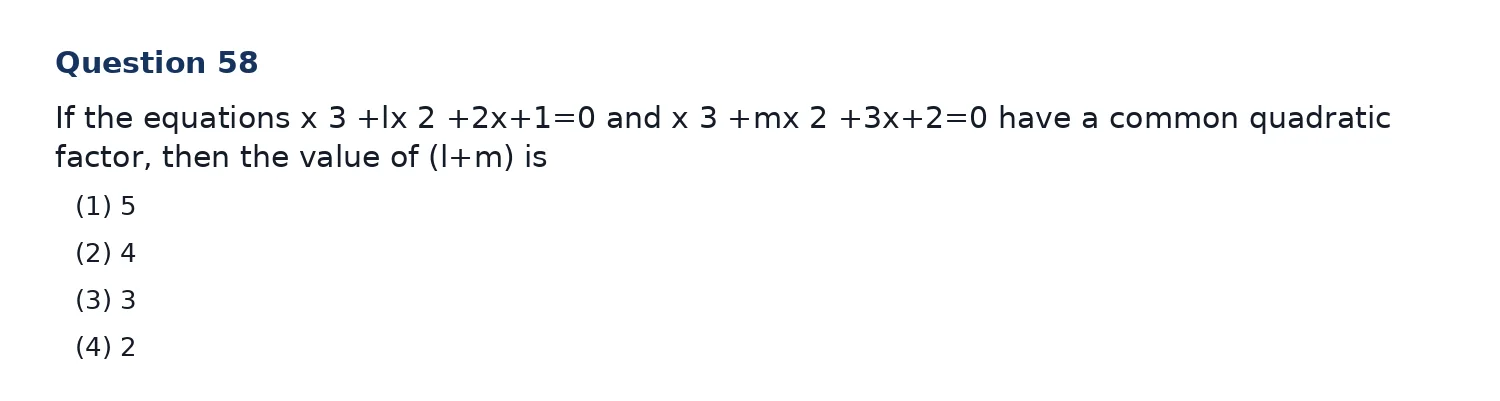 Question 58
If the equations x 3 +lx 2 +2x+1=0 and x 3 +mx 2 +3x+2=0 have a common quadratic
factor, then the value of (l+m) is
(1) 5
(2) 4
(3) 3
(4) 2